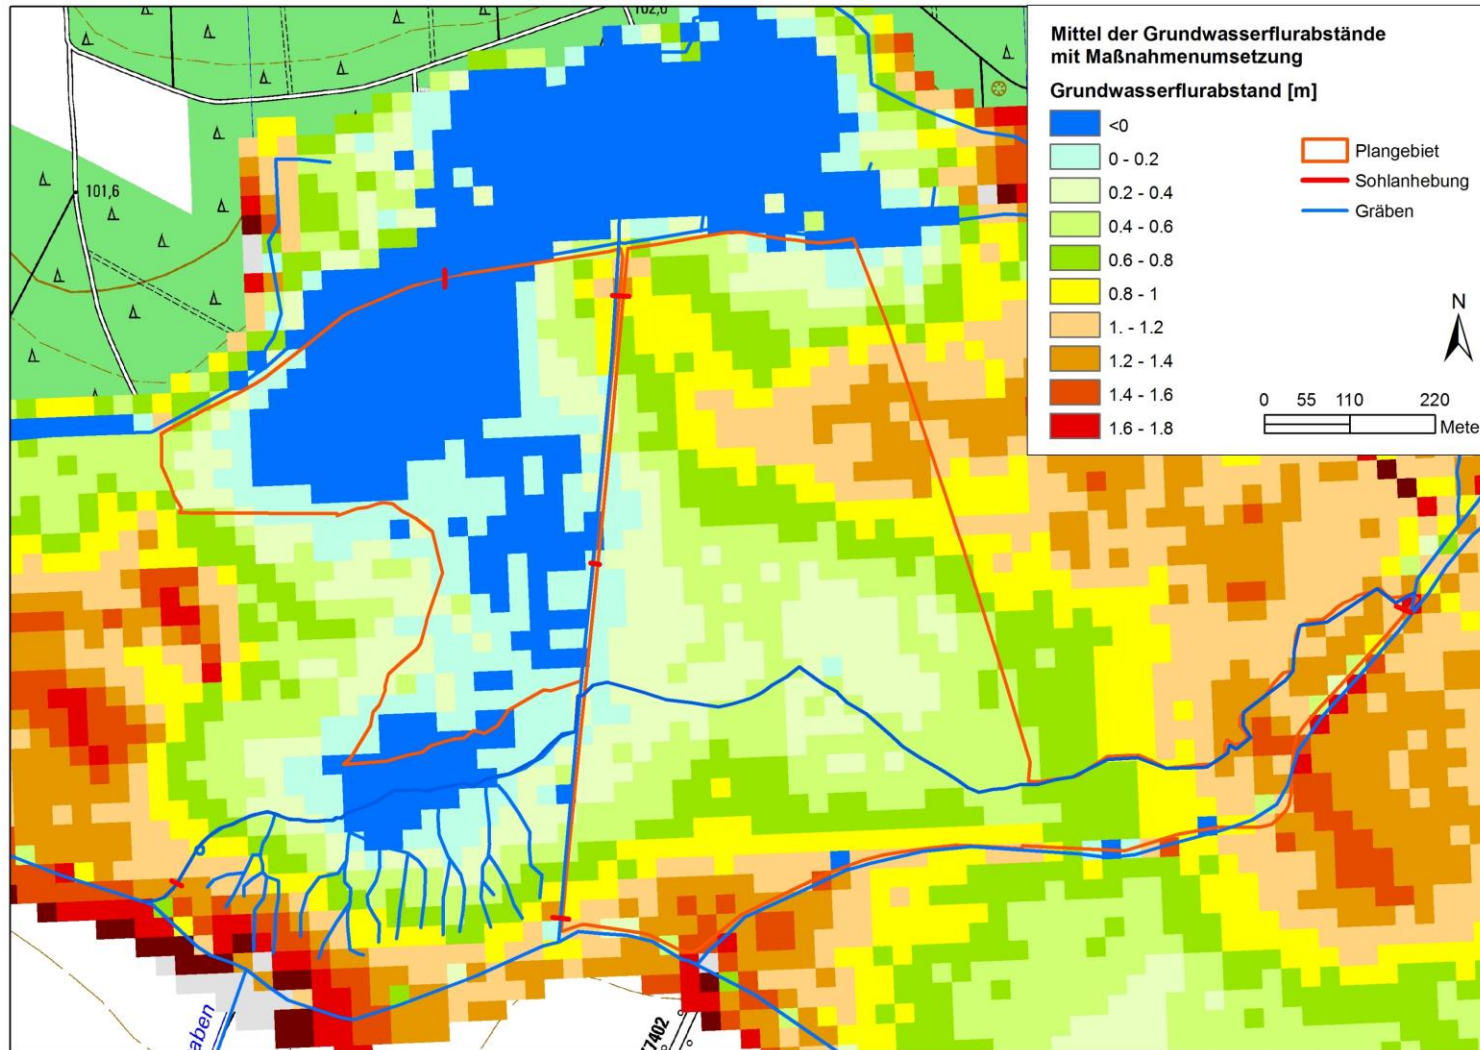 102,0
101,6
Mittel der Grundwasserflurabstände
mit Maßnahmenumsetzung
Grundwasserflurabstand [m]
<0
0 - 0.2
0.2 - 0.4
0.4 - 0.6
0.6 - 0.8
0.8 - 1
1. - 1.2
1.2 - 1.4
1.4 - 1.6
1.6 - 1.8
Plangebiet
Sohlanhebung
Gräben
N
0 55 110 220
Mete
aben
7402